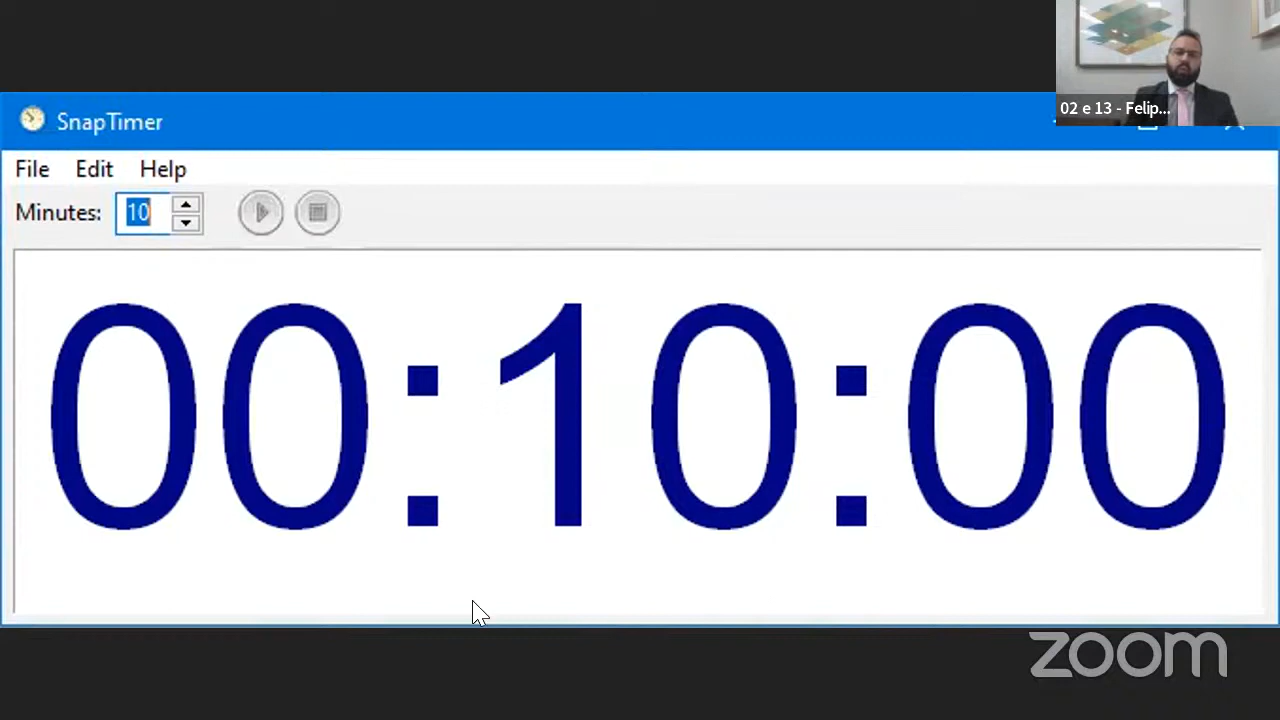 02 e 13 - Felip...
SnapTimer
File Edit Help
Minutes: 10
00:10:00
zoom